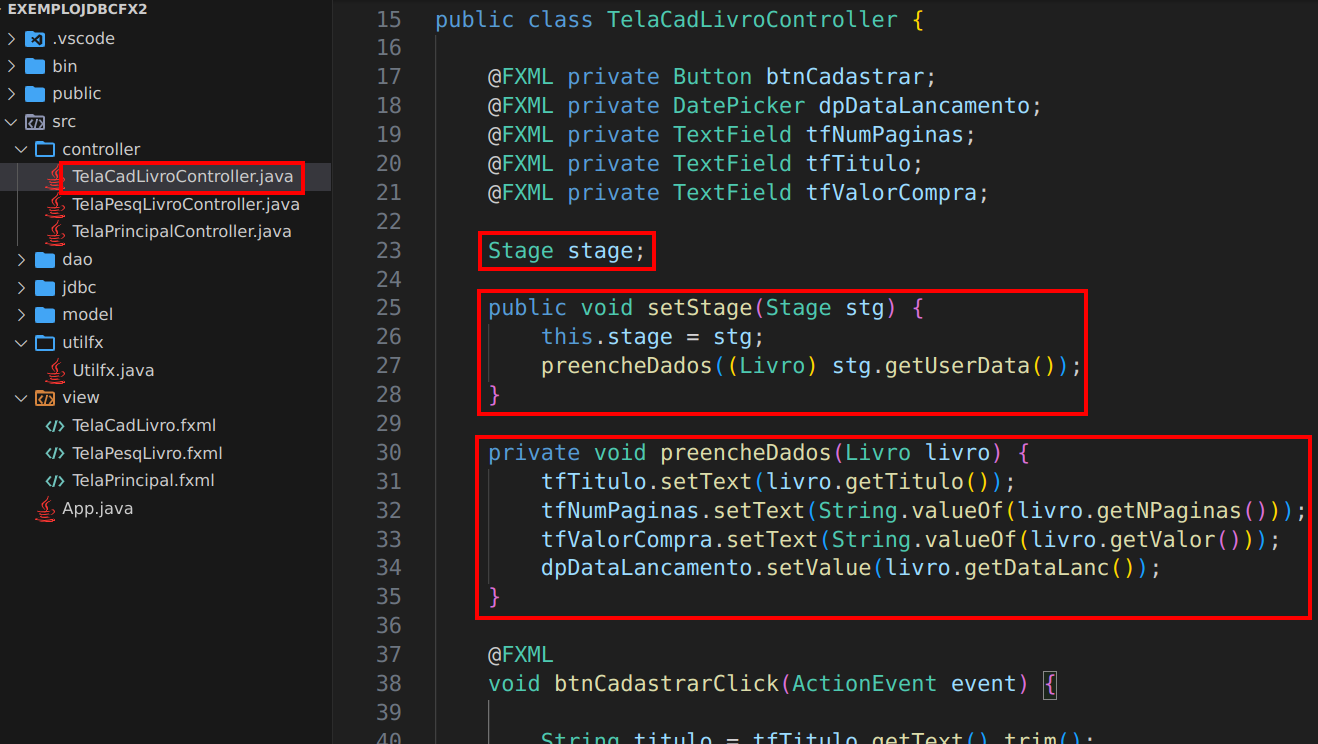 EXEMPLOJDBCFX2
.vscode
bin
public
src
controller
TelaCadLivroController.java
TelaPesqLivroController.java
TelaPrincipalController.java
dao
jdbc
model
utilfx
Utilfx.java
view
TelaCadLivro.fxml
TelaPesqLivro.fxml
TelaPrincipal.fxml
App.java
15 public class TelaCadLivroController {
16
17 @FXML private Button btnCadastrar;
18 @FXML private DatePicker dpDataLancamento;
19 @FXML private TextField tfNumPaginas;
20 @FXML private TextField tfTitulo;
21 @FXML private TextField tfValorCompra;
22
23 Stage stage;
24
25 public void setStage(Stage stg) {
26 this.stage = stg;
27 preencheDados((Livro) stg.getUserData());
28 }
29
30 private void preencheDados(Livro livro) {
31 tfTitulo.setText(livro.getTitulo());
32 tfNumPaginas.setText(String.valueOf(livro.getNPaginas()));
33 tfValorCompra.setText(String.valueOf(livro.getValor()));
34 dpDataLancamento.setValue(livro.getDataLanc());
35 }
36
37 @FXML
38 void btnCadastrarClick(ActionEvent event) {
39
40 String titulo = tfTitulo.getText().trim();